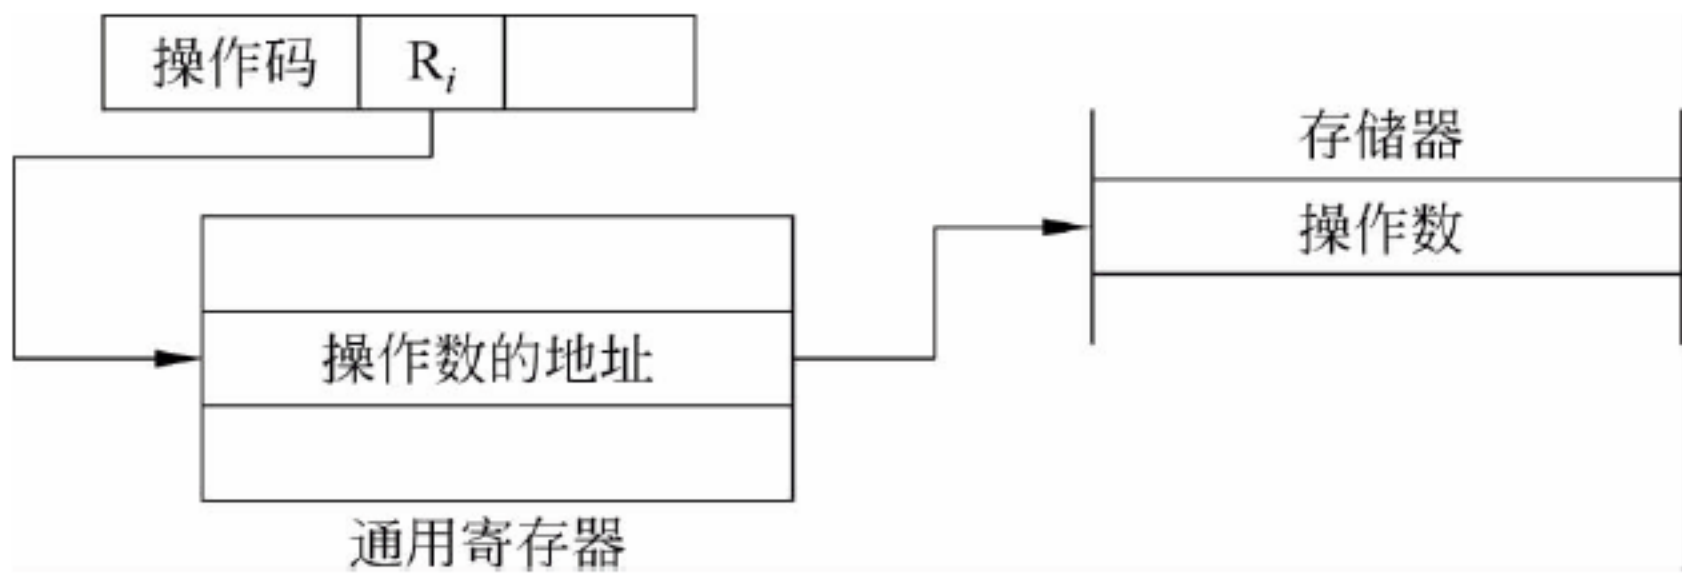 操作码 Ri
存储器
操作数
操作数的地址
通用寄存器